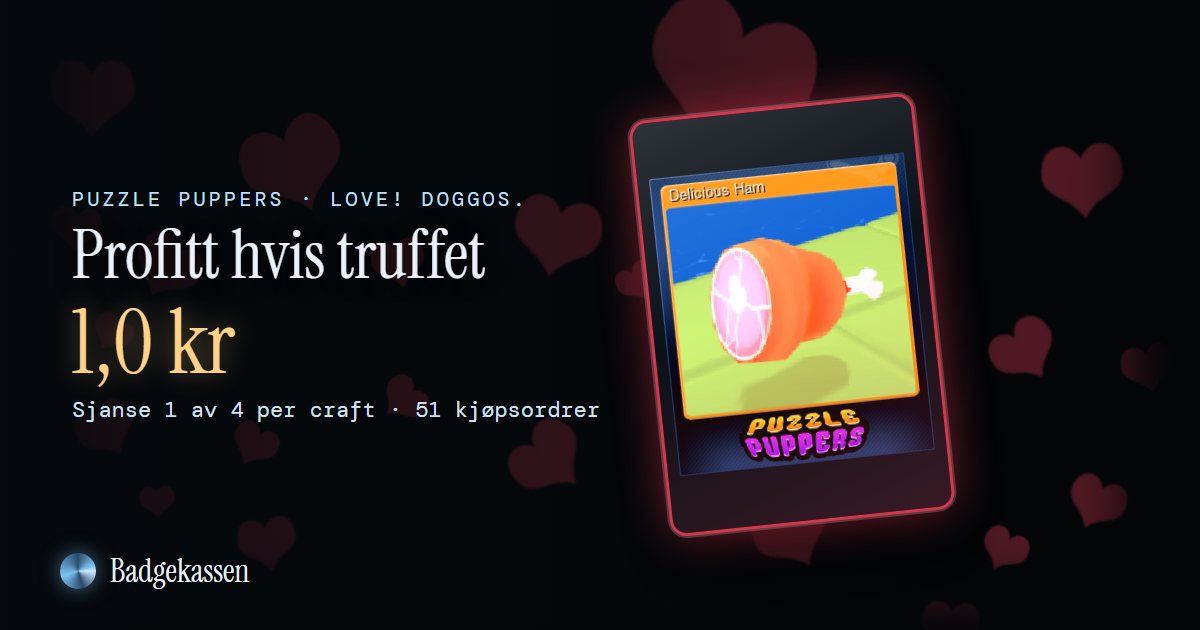 PUZZLE PUPPERS · LOVE! DOGGOS.
Profitt hvis truffet
1,0 kr
Sjanse 1 av 4 per craft · 51 kjøpsordrer
Badgekassen
Delicious Ham
PUZZLE
PUPPERS